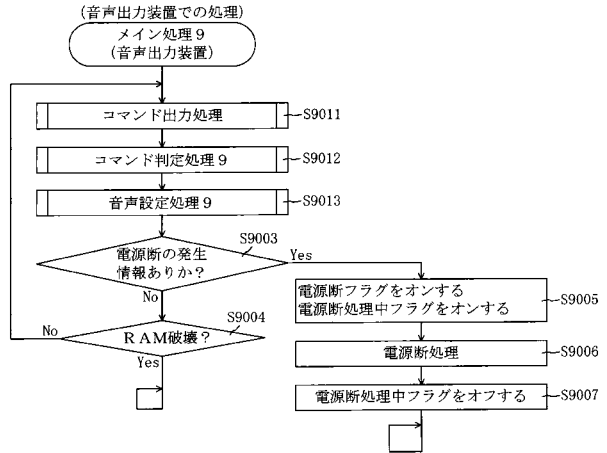 (音声出力装置での処理)
メイン処理9
(音声出力装置)
コマンド出力処理
S9011
コマンド判定処理9
S9012
音声設定処理9
S9013
電源断の発生
情報ありか?
S9003
Yes
No
電源断フラグをオンする
電源断処理中フラグをオンする
S9005
RAM破壊?
S9004
No
Yes
電源断処理
S9006
電源断処理中フラグをオフする
S9007